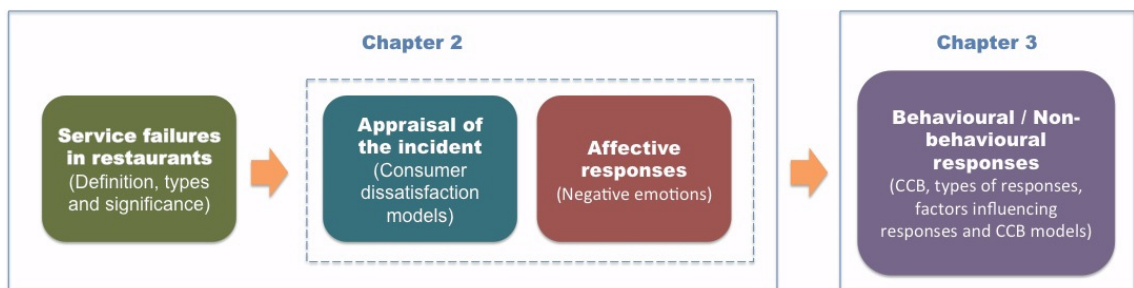 Chapter 2
Service failures
in restaurants
(Definition, types
and significance)
Appraisal of
the incident
(Consumer
dissatisfaction
models)
Affective
responses
(Negative emotions)
Chapter 3
Behavioural / Non-
behavioural
responses
(CCB, types of responses,
factors influencing
responses and CCB models)